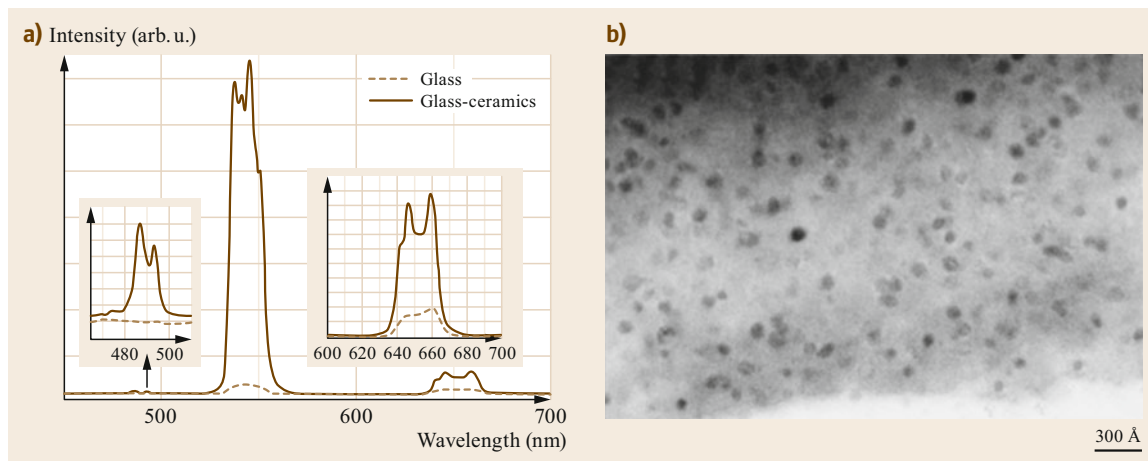 a) Intensity (arb. u.)
Glass
Glass-ceramics
480 500
600 620 640 660 680 700
500 600 700
Wavelength (nm)
b)
300 Å